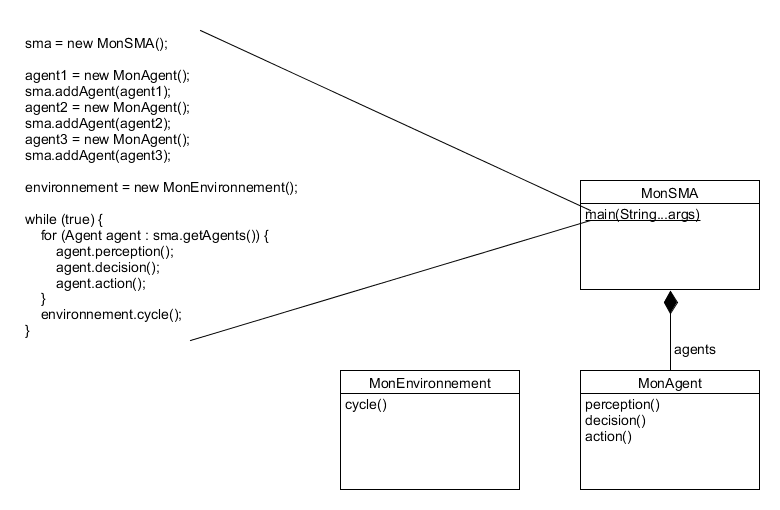 sma = new MonSMA();
agent1 = new MonAgent();
sma.addAgent(agent1);
agent2 = new MonAgent();
sma.addAgent(agent2);
agent3 = new MonAgent();
sma.addAgent(agent3);
environnement = new MonEnvironnement();
while (true) {
for (Agent agent : sma.getAgents()) {
agent.perception();
agent.decision();
agent.action();
}
environnement.cycle();
}
MonSMA
main(String...args)
agents
MonEnvironnement
cycle()
MonAgent
perception()
decision()
action()